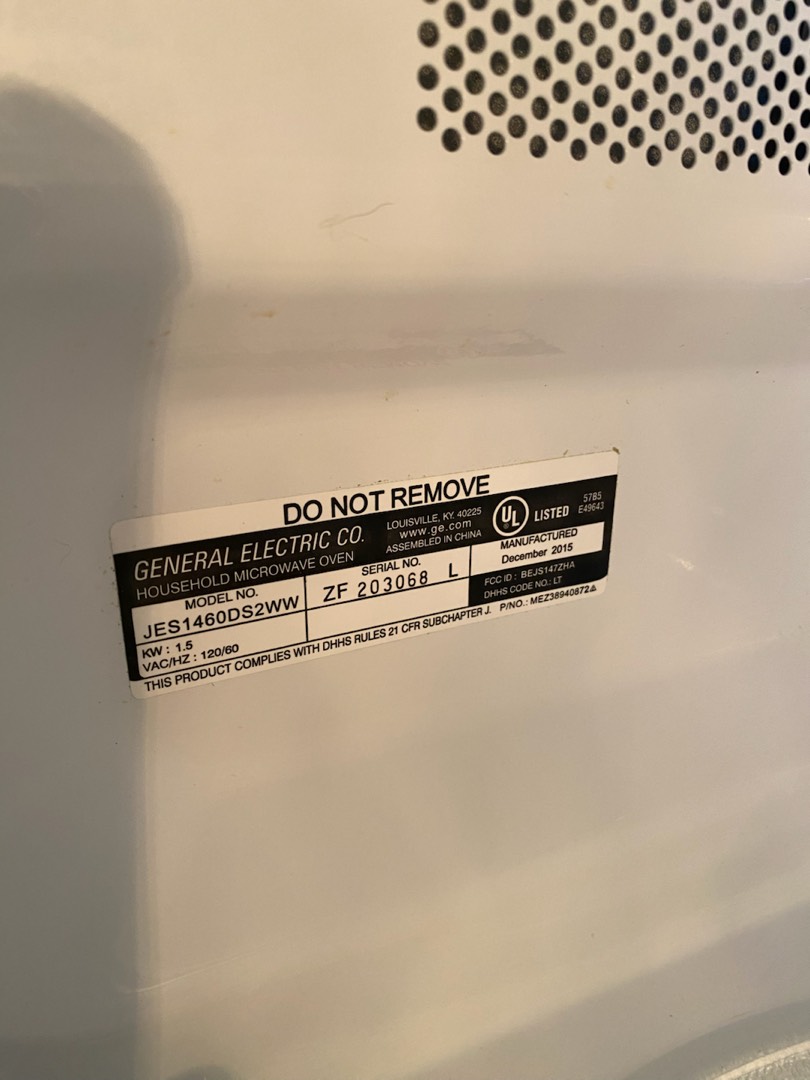 DO NOT REMOVE
GENERAL ELECTRIC CO.
HOUSEHOLD MICROWAVE OVEN
LOUISVILLE, KY. 40225
www.ge.com
ASSEMBLED IN CHINA
UL LISTED
57B5
E49643
MODEL NO.
JES1460DS2WW
SERIAL NO.
ZF 203068 L
MANUFACTURED
December 2015
KW : 1.5
VAC/HZ : 120/60
FCC ID : BEJS147ZHA
DHHS CODE NO.: LT
THIS PRODUCT COMPLIES WITH DHHS RULES 21 CFR SUBCHAPTER J. P/NO.: MEZ38940872